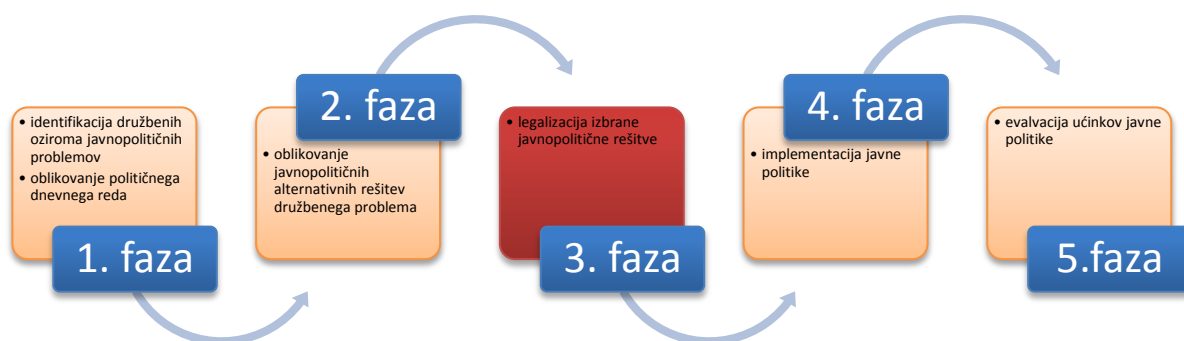 • identifikacija družbenih
oziroma javnopolitičnih
problemov
• oblikovanje političnega
dnevnega reda
1. faza
2. faza
• oblikovanje
javnopolitičnih
alternativnih rešitev
družbenega problema
• legalizacija izbrane
javnopolitične rešitve
3. faza
4. faza
• implementacija javne
politike
• evalvacija ućinkov javne
politike
5.faza